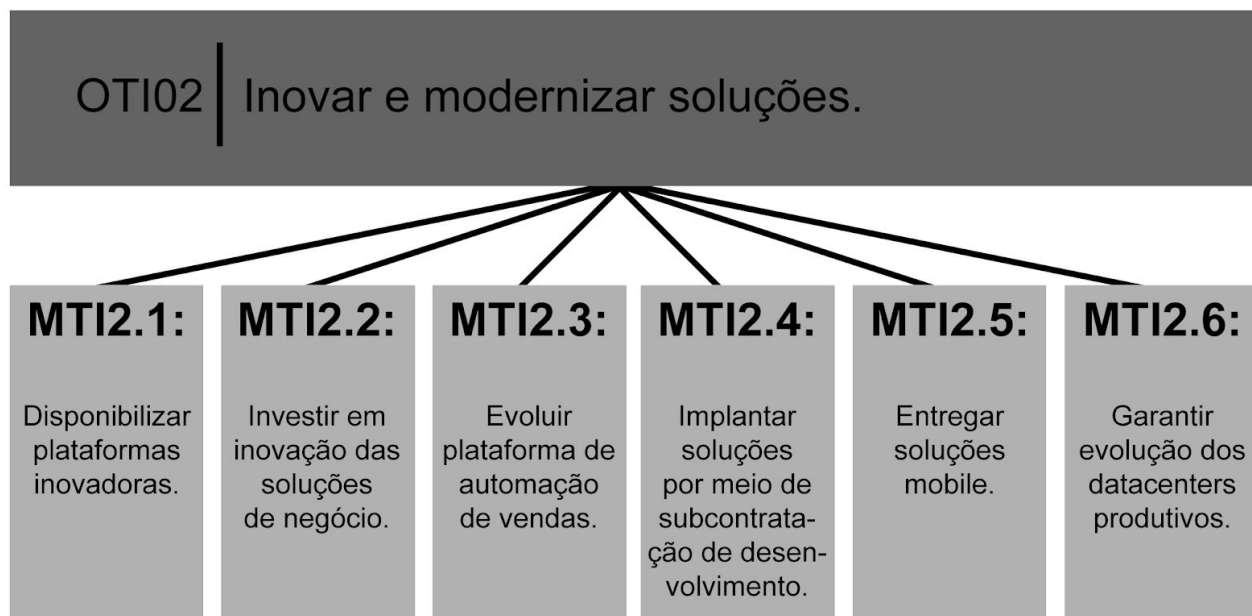 OTI02 Inovar e modernizar soluções.
MTI2.1:
Disponibilizar
plataformas
inovadoras.
MTI2.2:
Investir em
inovação das
soluções
de negócio.
MTI2.3:
Evoluir
plataforma de
automação
de vendas.
MTI2.4:
Implantar
soluções
por meio de
subcontrata-
ção de desen-
volvimento.
MTI2.5:
Entregar
soluções
mobile.
MTI2.6:
Garantir
evolução dos
datacenters
produtivos.